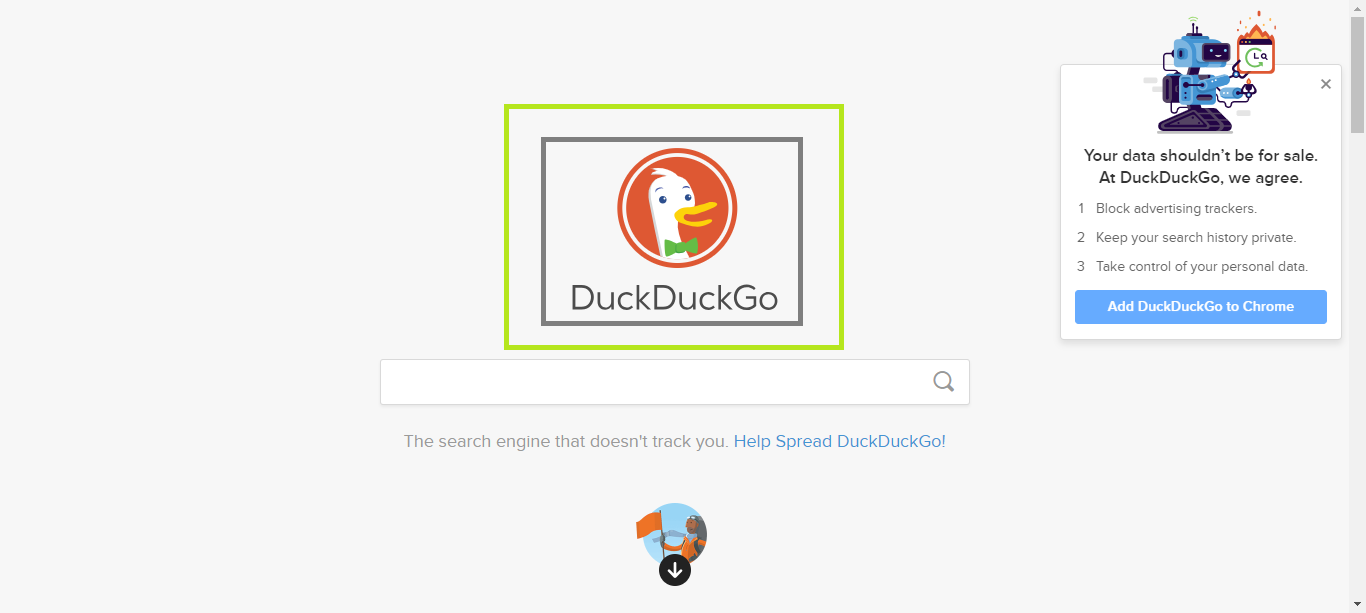 DuckDuckGo
The search engine that doesn't track you. Help Spread DuckDuckGo!
Your data shouldn’t be for sale.
At DuckDuckGo, we agree.
1 Block advertising trackers.
2 Keep your search history private.
3 Take control of your personal data.
Add DuckDuckGo to Chrome